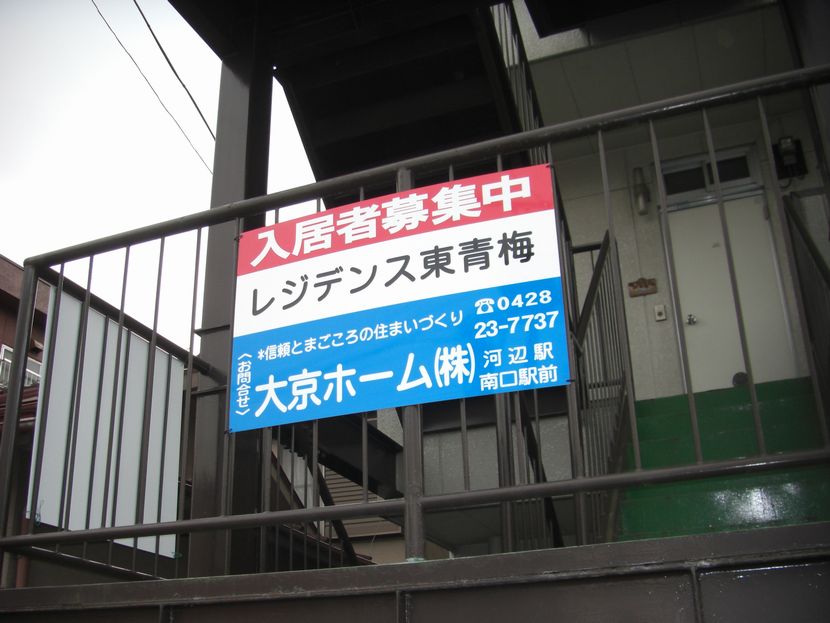 入居者募集中
レジデンス東青梅
*信頼とまごころの住まいづくり
☎0428
23-7737
〈お問合せ〉
大京ホーム㈱
河辺駅
南口駅前